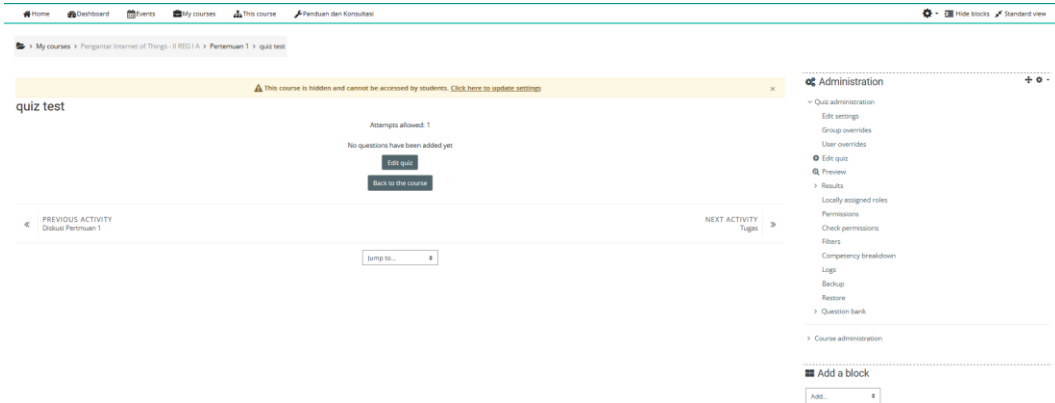 Home Dashboard Events My courses This course Panduan dan Konsultasi Hide blocks Standard view
My courses > Pengantar Internet of Things - II REG I A > Pertemuan 1 > quiz test
This course is hidden and cannot be accessed by students. Click here to update settings ×
quiz test
Attempts allowed: 1
No questions have been added yet
Edit quiz
Back to the course
PREVIOUS ACTIVITY
Diskusi Pertmuan 1
NEXT ACTIVITY
Tugas
Jump to...
Administration
Quiz administration
Edit settings
Group overrides
User overrides
Edit quiz
Preview
Results
Locally assigned roles
Permissions
Check permissions
Filters
Competency breakdown
Logs
Backup
Restore
Question bank
Course administration
Add a block
Add...